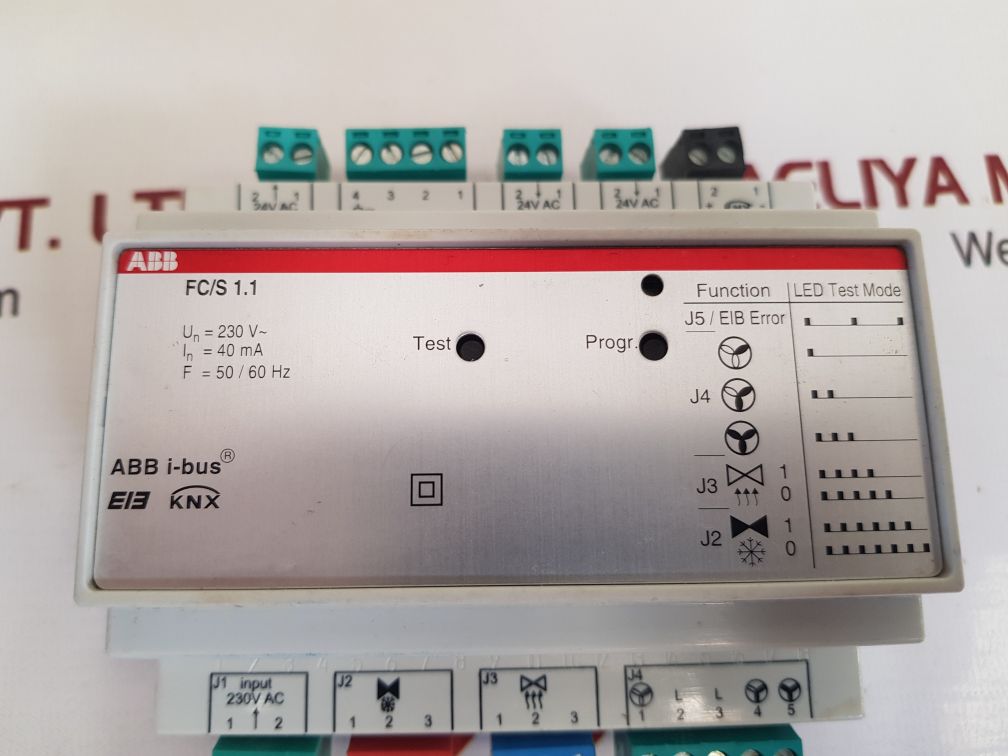 2 1
24V AC
4 3 2 1
2 1
24V AC
2 1
24V AC
2 1
+ -
VT. L
ACLIYA M
We
m
ABB
FC/S 1.1
Un = 230 V~
In = 40 mA
F = 50 / 60 Hz
Test
Progr.
Function LED Test Mode
J5 / EIB Error
J4
J3 1
0
J2 1
0
ABB i-bus®
EIB KNX
J1 input
230V AC
1 2
J2
1 2 3
J3
1 2 3
J4
L L
1 2 3 4 5